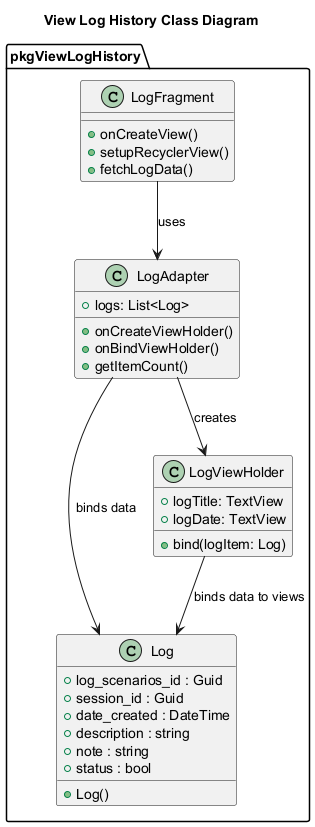 View Log History Class Diagram
pkgViewLogHistory
C LogFragment
onCreateView()
setupRecyclerView()
fetchLogData()
uses
C LogAdapter
logs: List<Log>
onCreateViewHolder()
onBindViewHolder()
getItemCount()
creates
C LogViewHolder
logTitle: TextView
logDate: TextView
bind(logItem: Log)
binds data
binds data to views
C Log
log_scenarios_id : Guid
session_id : Guid
date_created : DateTime
description : string
note : string
status : bool
Log()